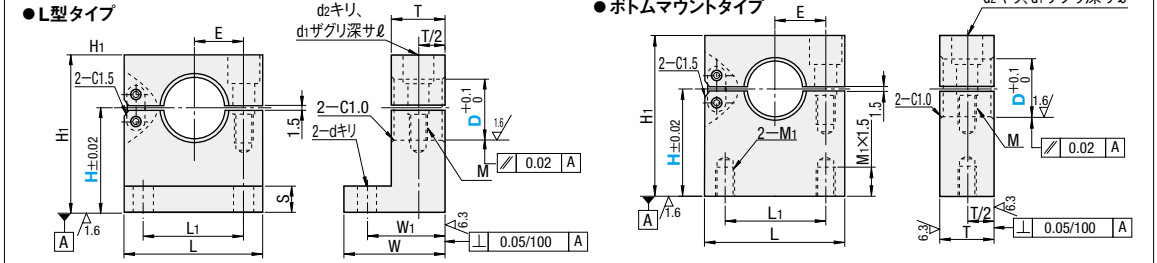 ●L型タイプ
d2キリ、
d1ザグリ深サℓ
T
T/2
E
H1
2－C1.5
H1
H±0.02
1.5
2－C1.0
2－dキリ
D+0.1 0
1.6
M
// 0.02 A
S
A
1.6
L1
L
W1
W
6.3
⊥ 0.05/100 A
●ボトムマウントタイプ
E
2－C1.5
H1
H±0.02
1.5
2－M1
M1×1.5
A
1.6
L1
L
2－C1.0
D+0.1 0
1.6
M
// 0.02 A
6.3
T/2
T
6.3
⊥ 0.05/100 A